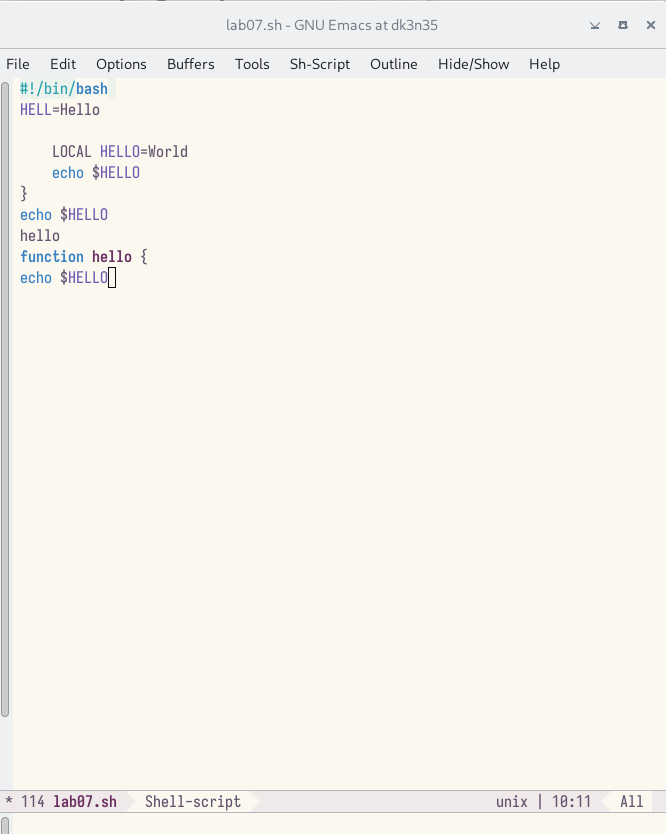 lab07.sh - GNU Emacs at dk3n35
File Edit Options Buffers Tools Sh-Script Outline Hide/Show Help
#!/bin/bash
HELL=Hello
LOCAL HELLO=World
echo $HELLO
}
echo $HELLO
hello
function hello {
echo $HELLO
* 114 lab07.sh Shell-script unix | 10:11 All